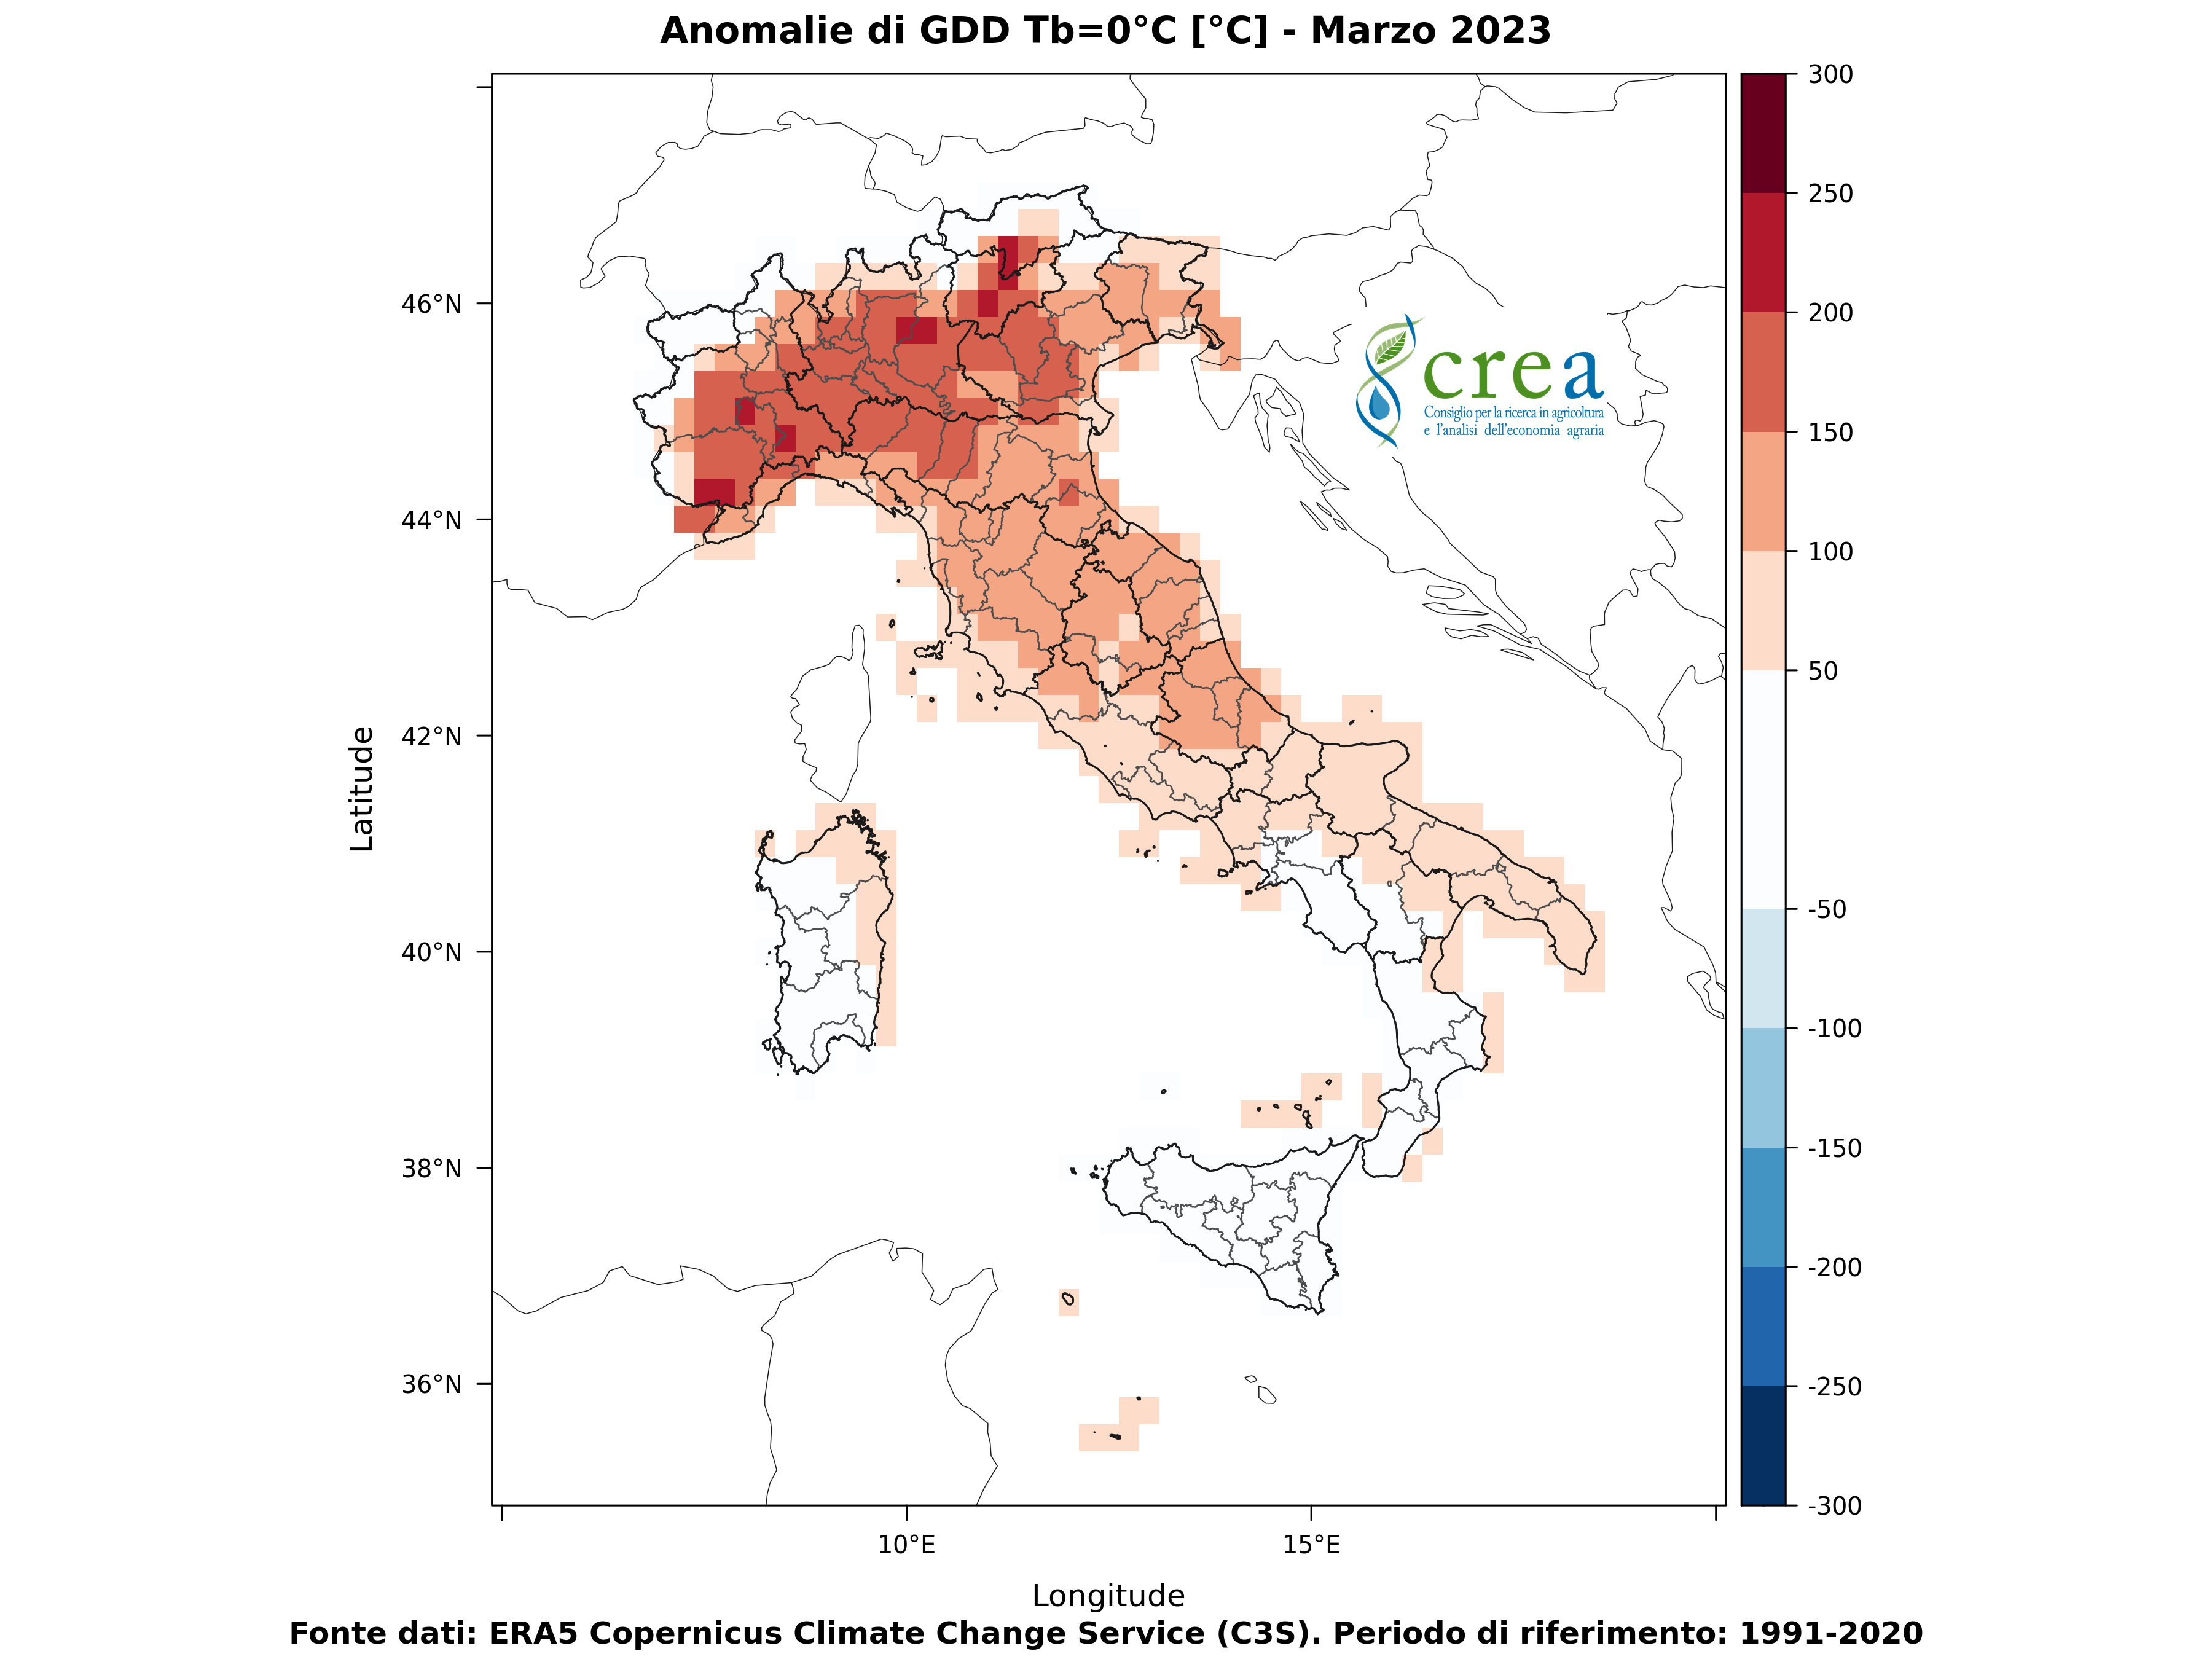 Anomalie di GDD Tb=0°C [°C] - Marzo 2023
300
250
200
150
100
50
-50
-100
-150
-200
-250
-300
46°N
44°N
42°N
40°N
38°N
36°N
Latitude
crea
Consiglio per la ricerca in agricoltura
e l'analisi dell'economia agraria
10°E
15°E
Longitude
Fonte dati: ERA5 Copernicus Climate Change Service (C3S). Periodo di riferimento: 1991-2020